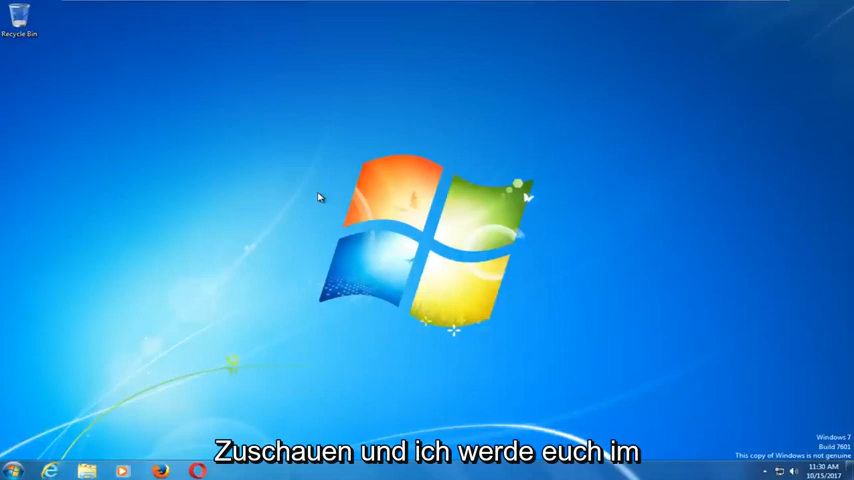 Recycle Bin
Zuschauen und ich werde euch im
Windows 7
Build 7601
This copy of Windows is not genuine
11:30 AM
10/15/2017